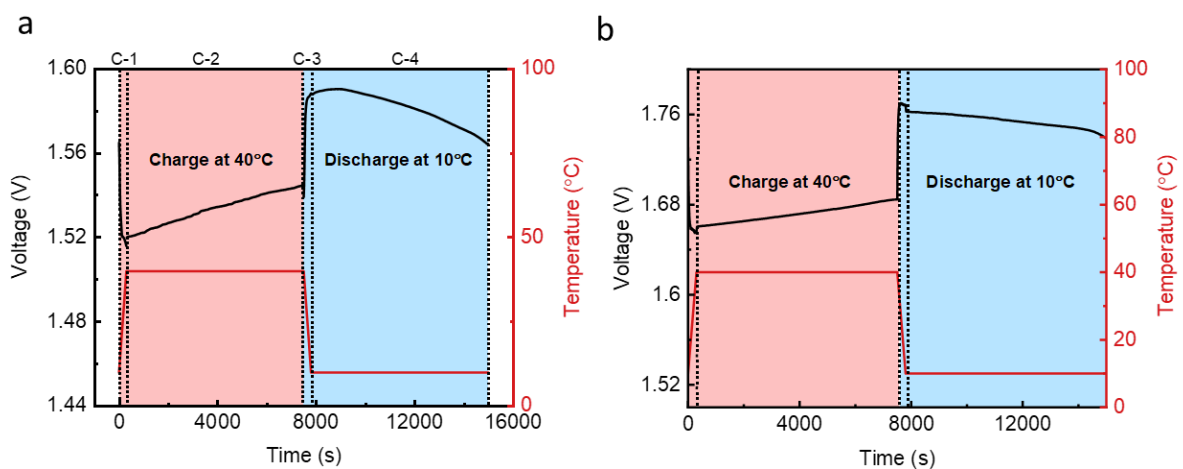 a
C-1 C-2 C-3 C-4
1.60
1.56
1.52
1.48
1.44
Voltage (V)
Charge at 40°C
Discharge at 10°C
100
50
0
Temperature (°C)
0 4000 8000 12000 16000
Time (s)
b
1.76
1.68
1.6
1.52
Voltage (V)
Charge at 40°C
Discharge at 10°C
100
80
60
40
20
0
Temperature (°C)
0 4000 8000 12000
Time (s)